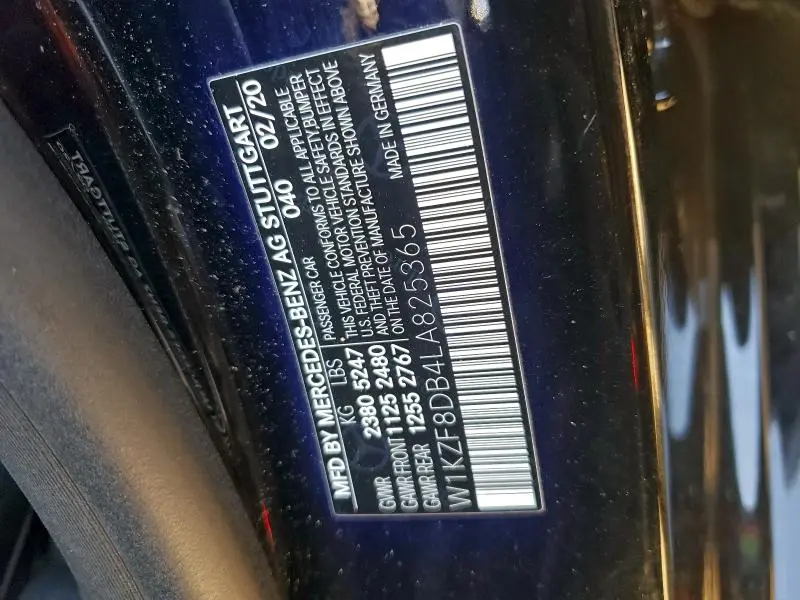 MFD BY MERCEDES-BENZ AG STUTTGART
KG LBS PASSENGER CAR 040 02/20
GVWR 2380 5247
GAWR FRONT 1125 2480
GAWR REAR 1255 2767
THIS VEHICLE CONFORMS TO ALL APPLICABLE
U.S. FEDERAL MOTOR VEHICLE SAFETY,BUMPER
AND THEFT PREVENTION STANDARDS IN EFFECT
ON THE DATE OF MANUFACTURE SHOWN ABOVE
W1KZF8DB4LA825365 MADE IN GERMANY